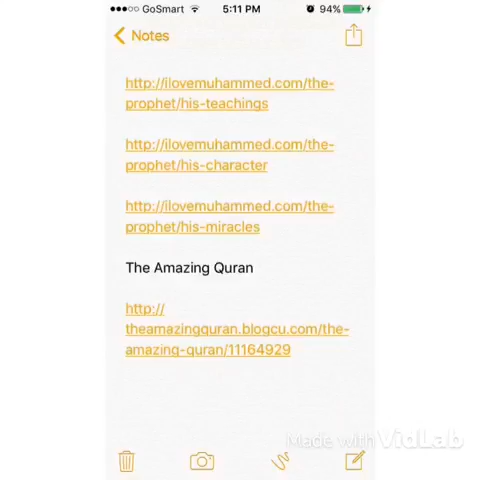 GoSmart 5:11 PM 94%
Notes
http://ilovemuhammed.com/the-
prophet/his-teachings
http://ilovemuhammed.com/the-
prophet/his-character
http://ilovemuhammed.com/the-
prophet/his-miracles
The Amazing Quran
http://
theamazingquran.blogcu.com/the-
amazing-quran/11164929
Made with VidLab